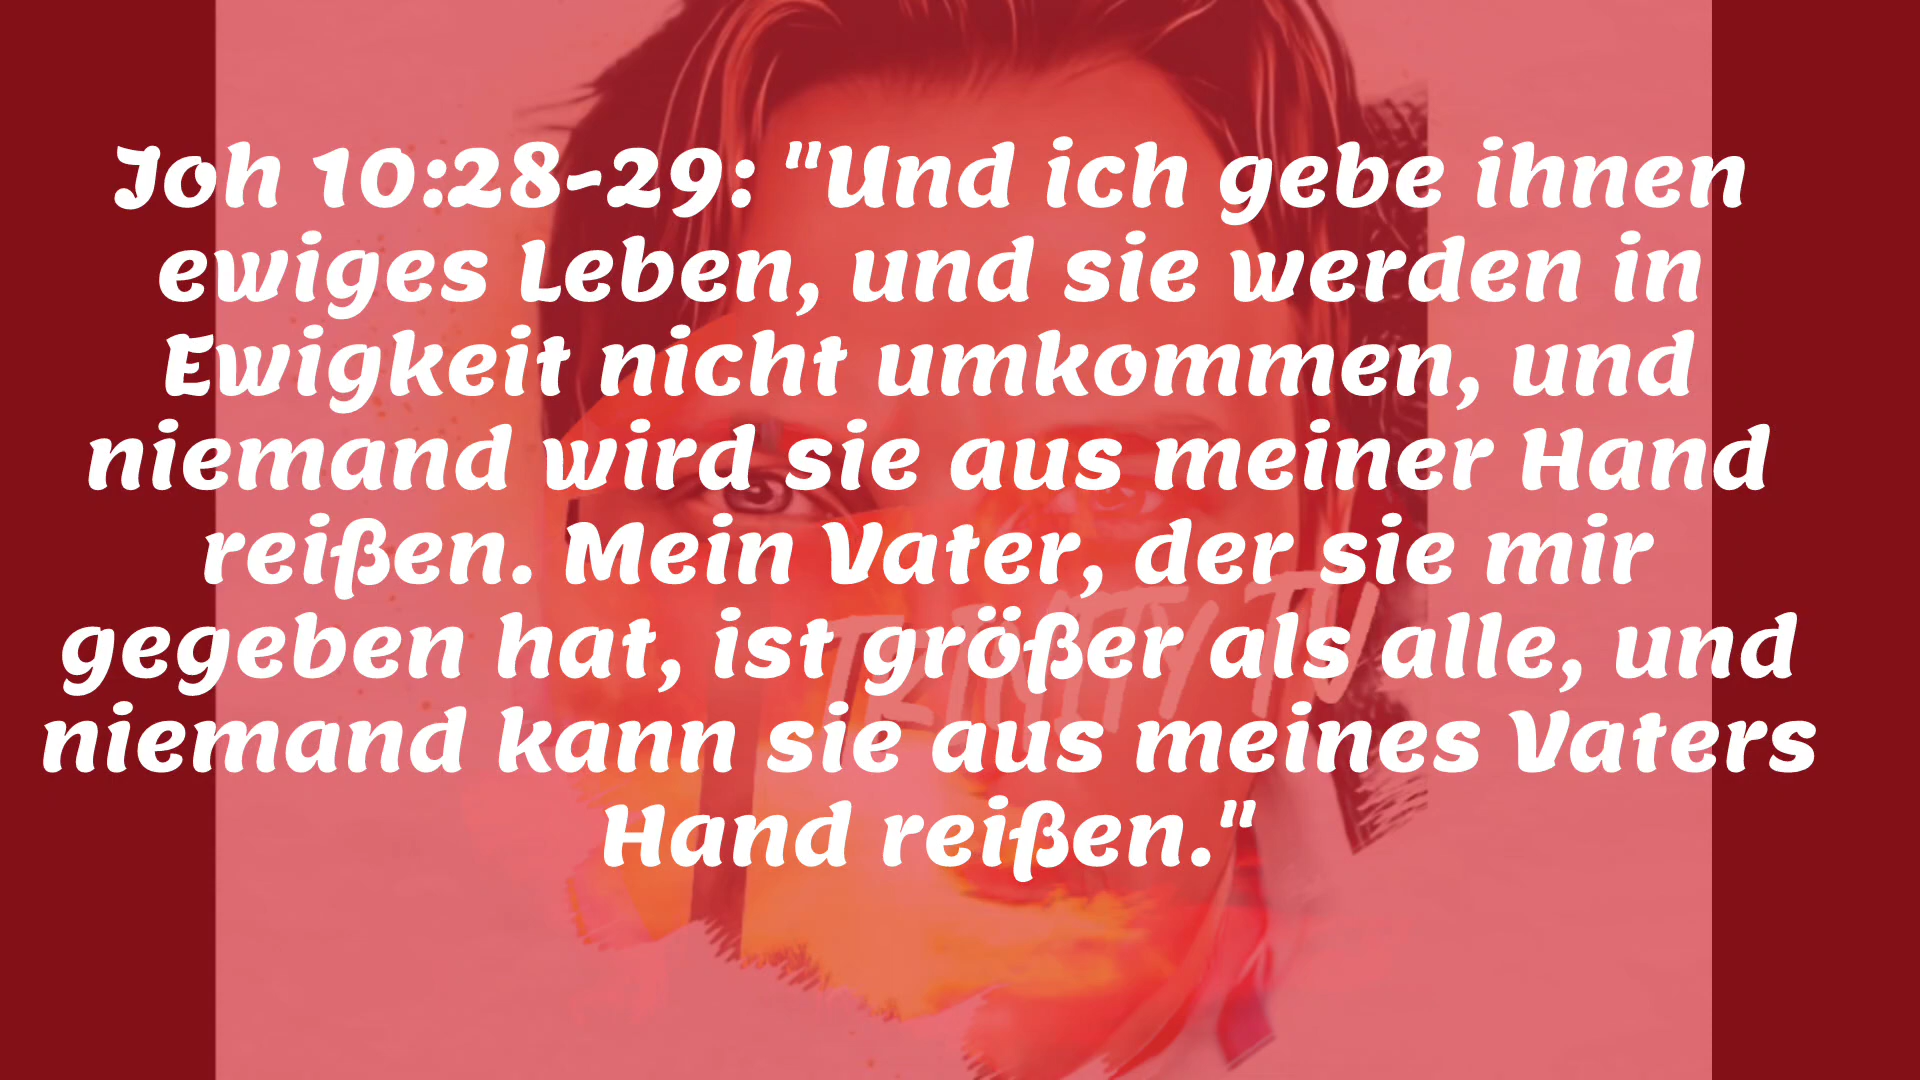 Joh 10:28-29: "Und ich gebe ihnen
ewiges Leben, und sie werden in
Ewigkeit nicht umkommen, und
niemand wird sie aus meiner Hand
reißen. Mein Vater, der sie mir
gegeben hat, ist größer als alle, und
niemand kann sie aus meines Vaters
Hand reißen."
TRINITY TV